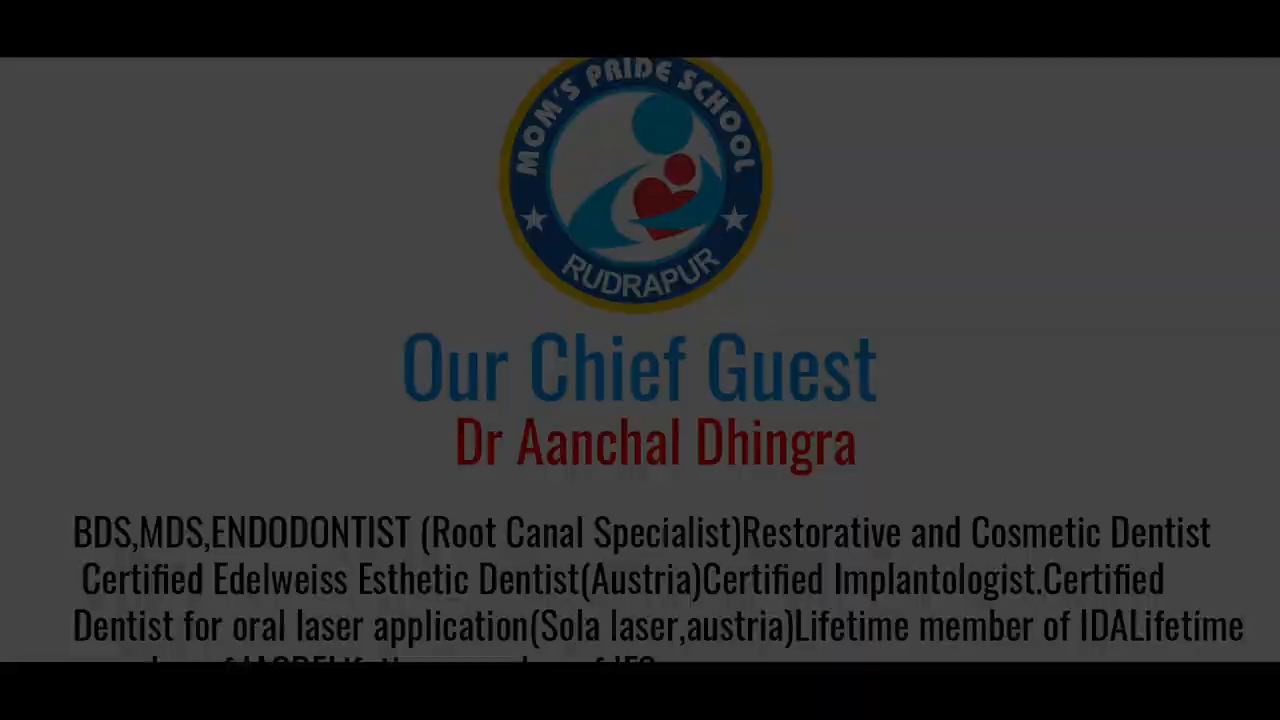 MOM'S PRIDE SCHOOL
RUDRAPUR
Our Chief Guest
Dr Aanchal Dhingra
BDS,MDS,ENDODONTIST (Root Canal Specialist)Restorative and Cosmetic Dentist
Certified Edelweiss Esthetic Dentist(Austria)Certified Implantologist.Certified
Dentist for oral laser application(Sola laser,austria)Lifetime member of IDALifetime